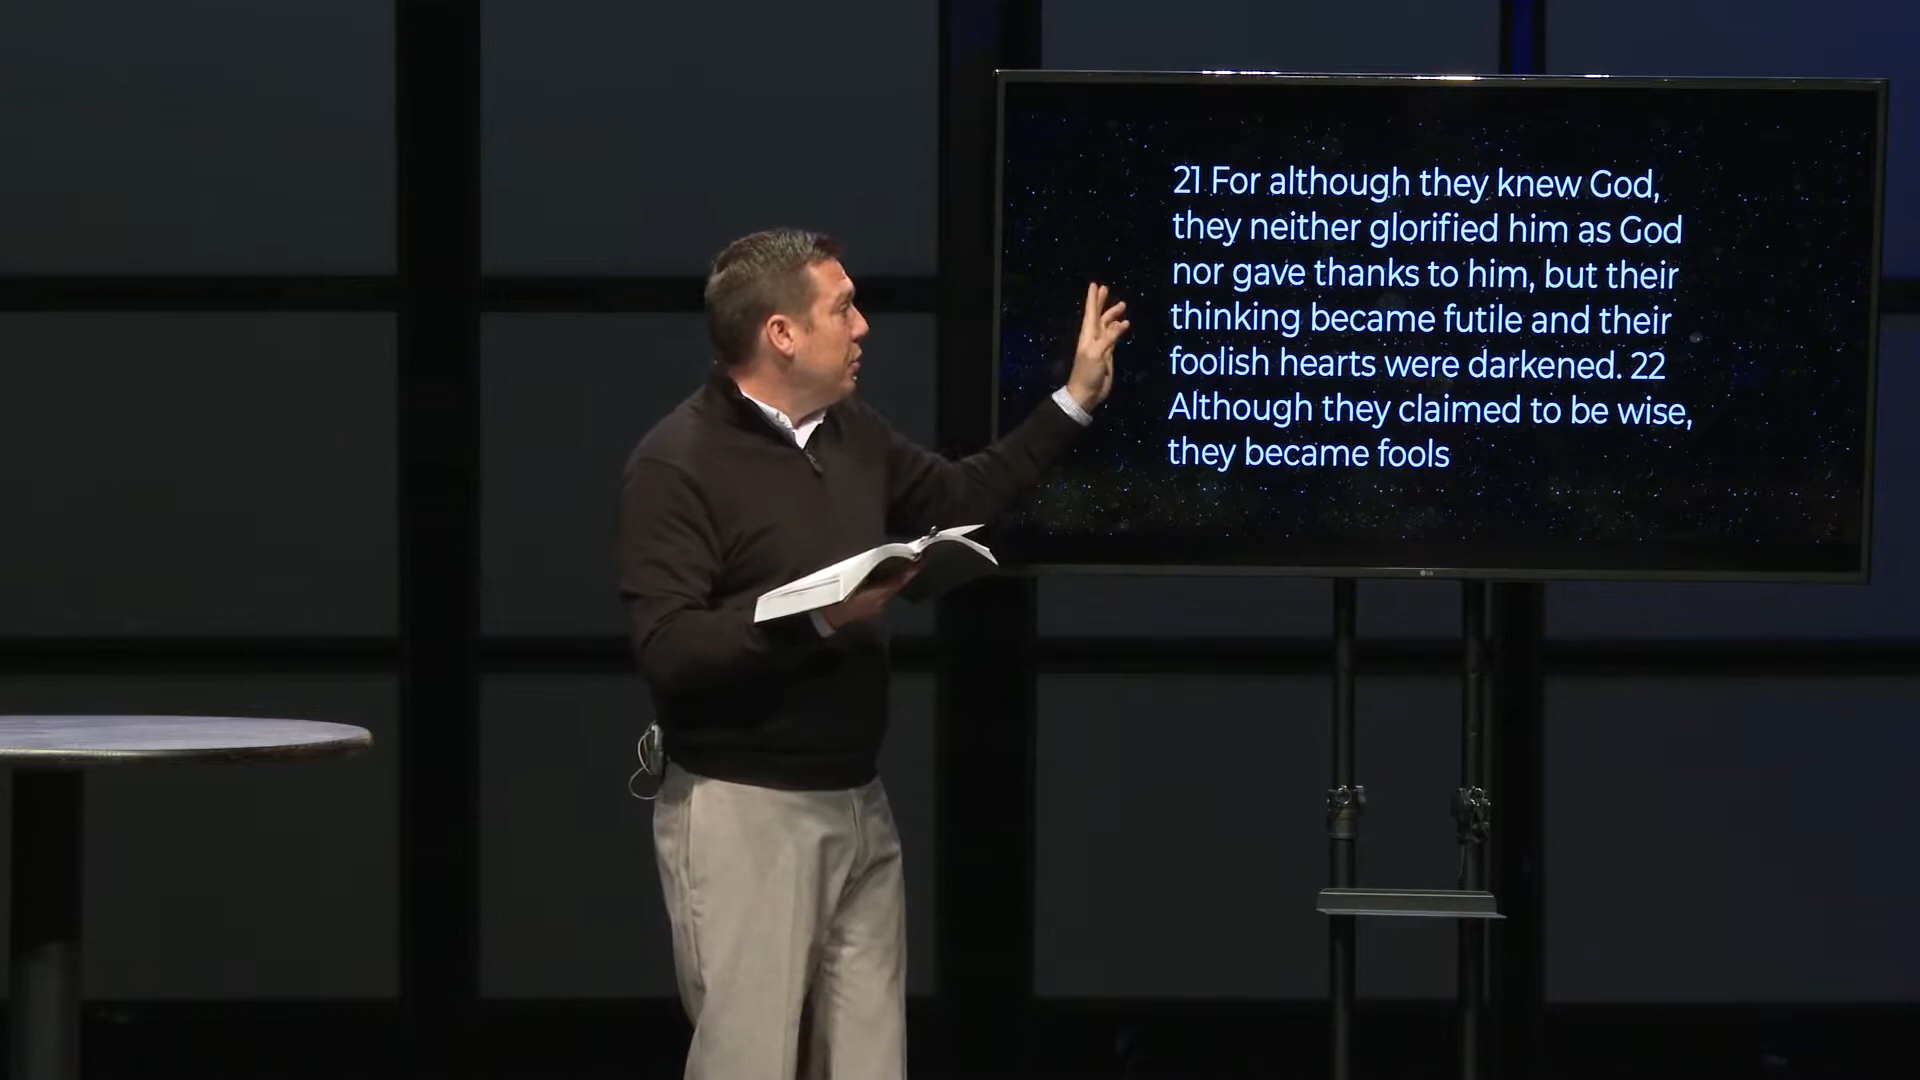 21 For although they knew God,
they neither glorified him as God
nor gave thanks to him, but their
thinking became futile and their
foolish hearts were darkened. 22
Although they claimed to be wise,
they became fools
LG